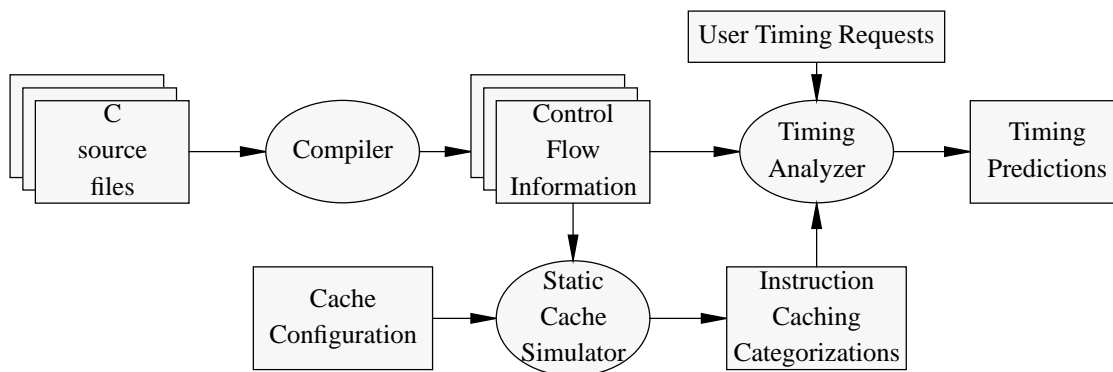 User Timing Requests
C
source
files
Compiler
Control
Flow
Information
Timing
Analyzer
Timing
Predictions
Cache
Configuration
Static
Cache
Simulator
Instruction
Caching
Categorizations